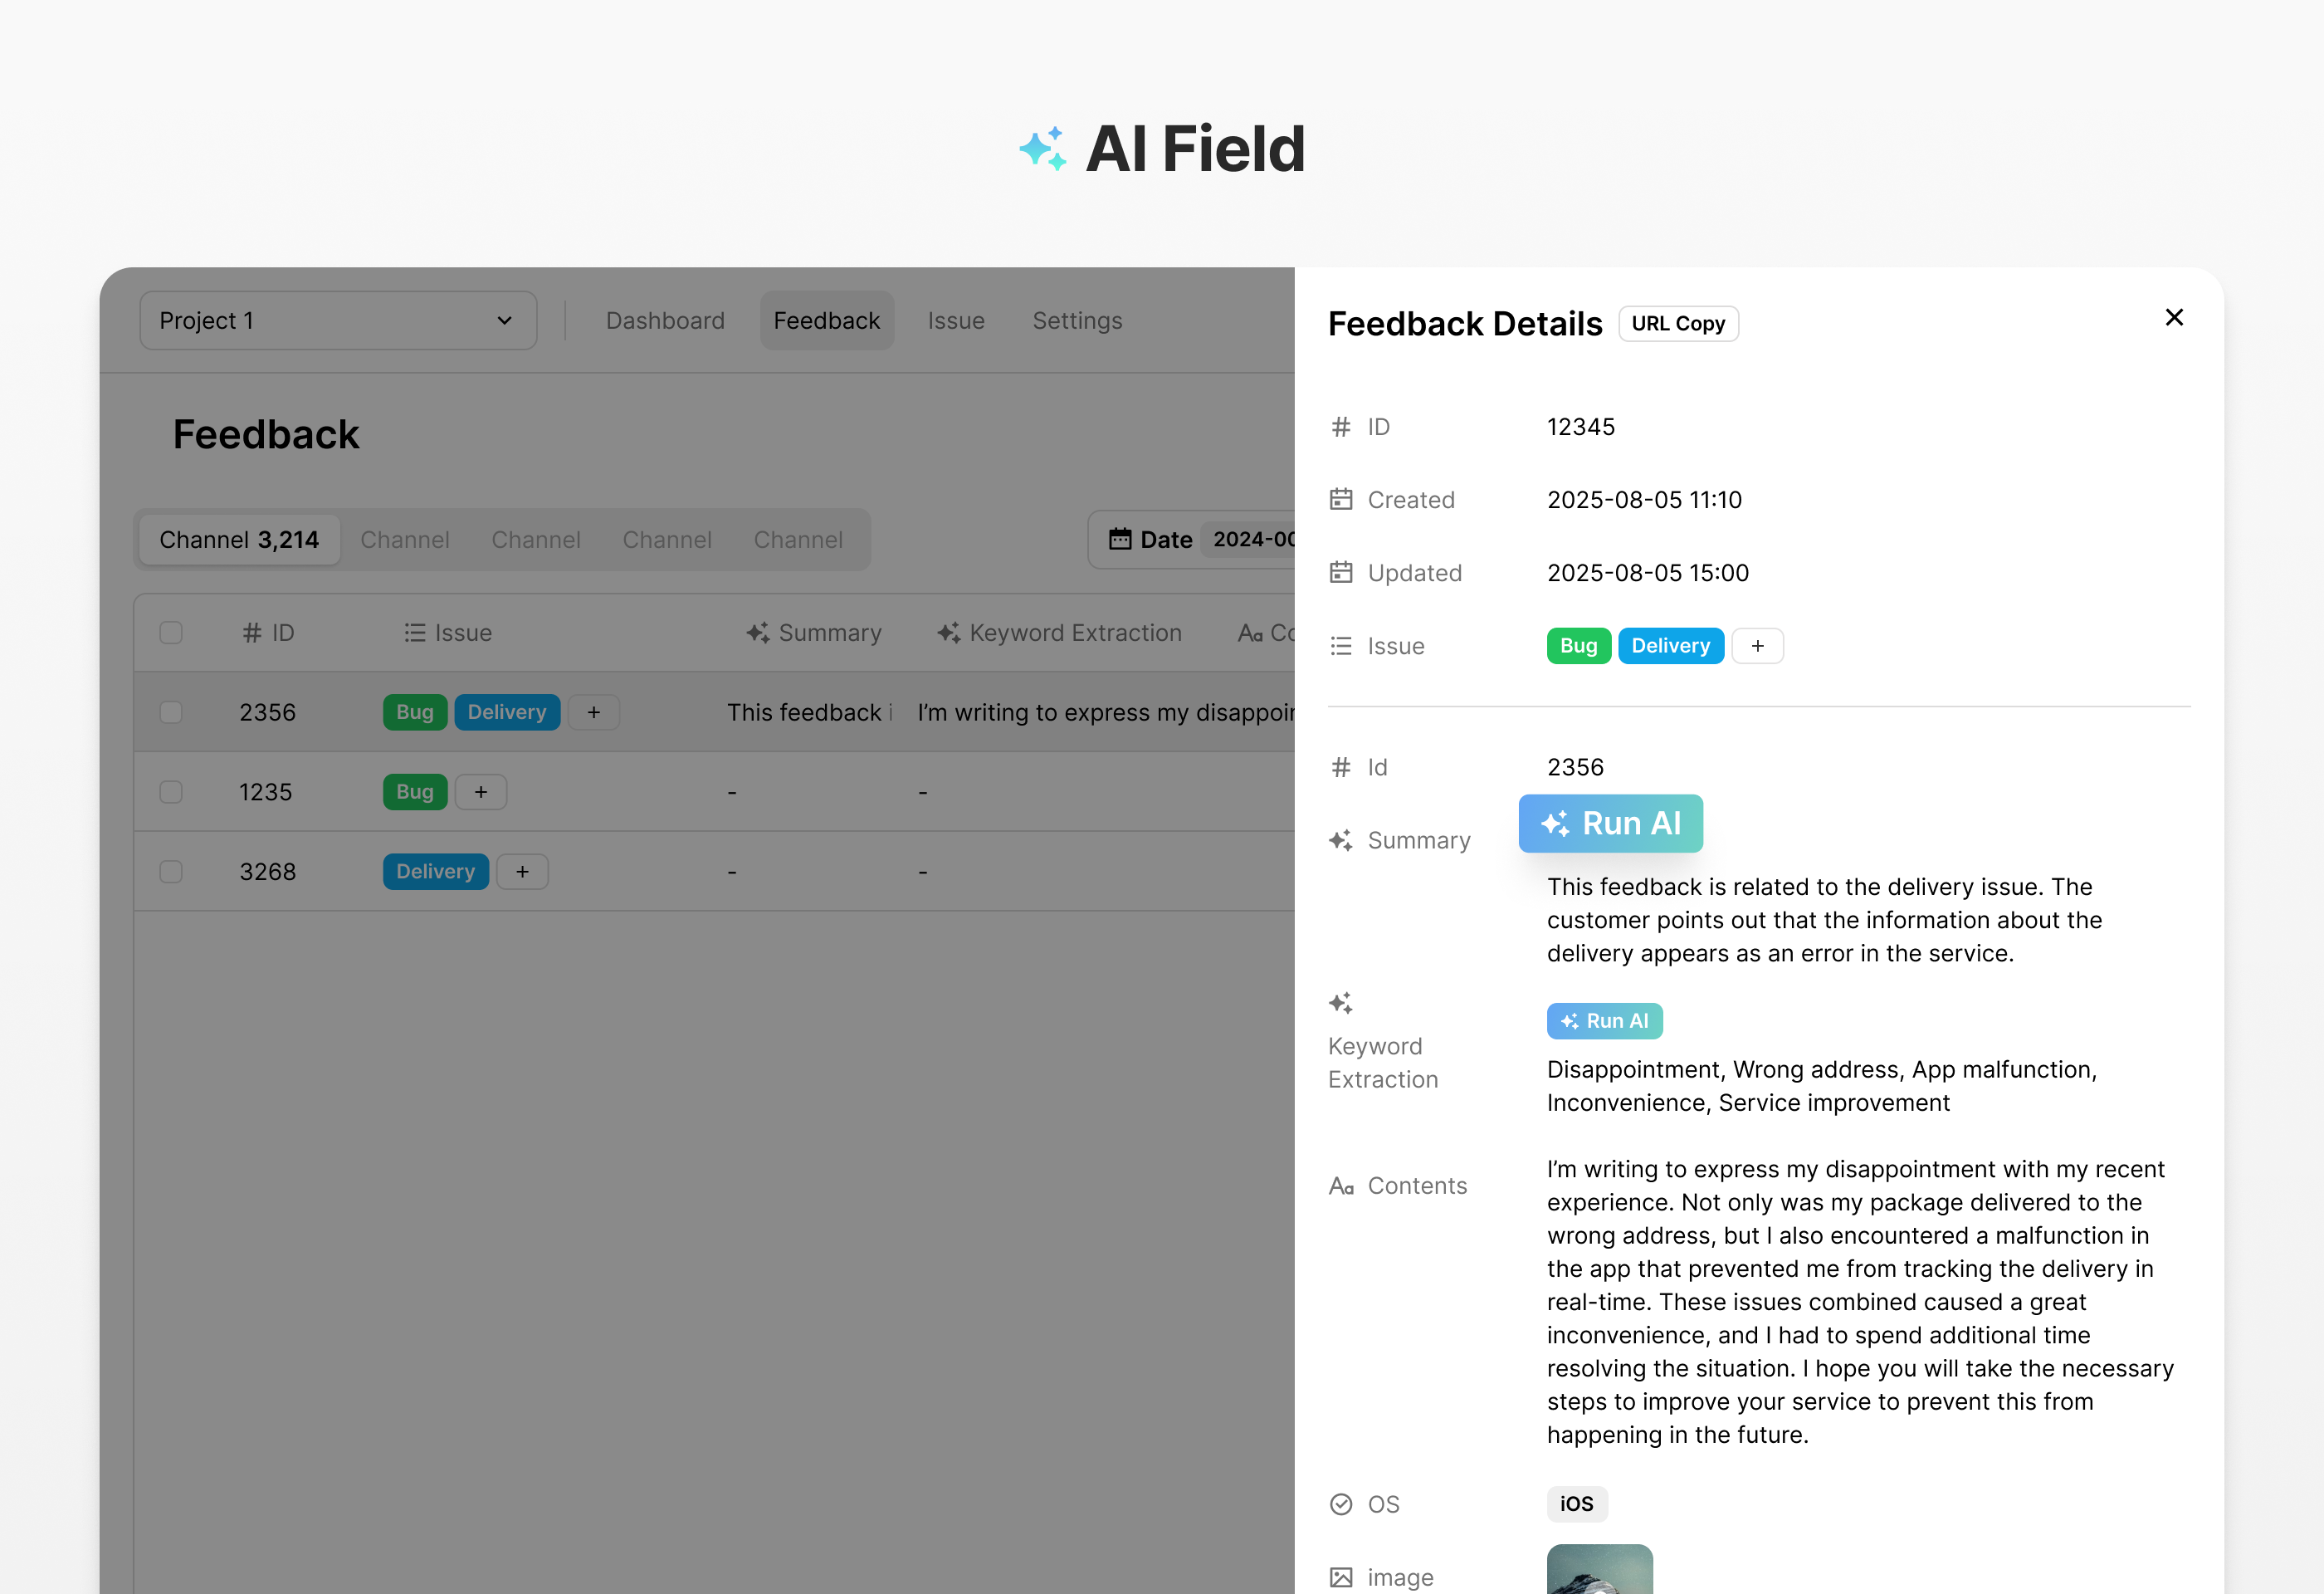 AI Field
Project 1
Dashboard
Feedback
Issue
Settings
Feedback
Channel 3,214
Channel
Channel
Channel
Channel
Date 2024-00
# ID
Issue
Summary
Keyword Extraction
Aa Co
2356
Bug
Delivery
+
This feedback i
I’m writing to express my disappoin
1235
Bug
+
-
-
3268
Delivery
+
-
-
Feedback Details
URL Copy
# ID
12345
Created
2025-08-05 11:10
Updated
2025-08-05 15:00
Issue
Bug
Delivery
+
# Id
2356
Summary
Run AI
This feedback is related to the delivery issue. The
customer points out that the information about the
delivery appears as an error in the service.
Keyword
Extraction
Run AI
Disappointment, Wrong address, App malfunction,
Inconvenience, Service improvement
Aa Contents
I’m writing to express my disappointment with my recent
experience. Not only was my package delivered to the
wrong address, but I also encountered a malfunction in
the app that prevented me from tracking the delivery in
real-time. These issues combined caused a great
inconvenience, and I had to spend additional time
resolving the situation. I hope you will take the necessary
steps to improve your service to prevent this from
happening in the future.
OS
iOS
image